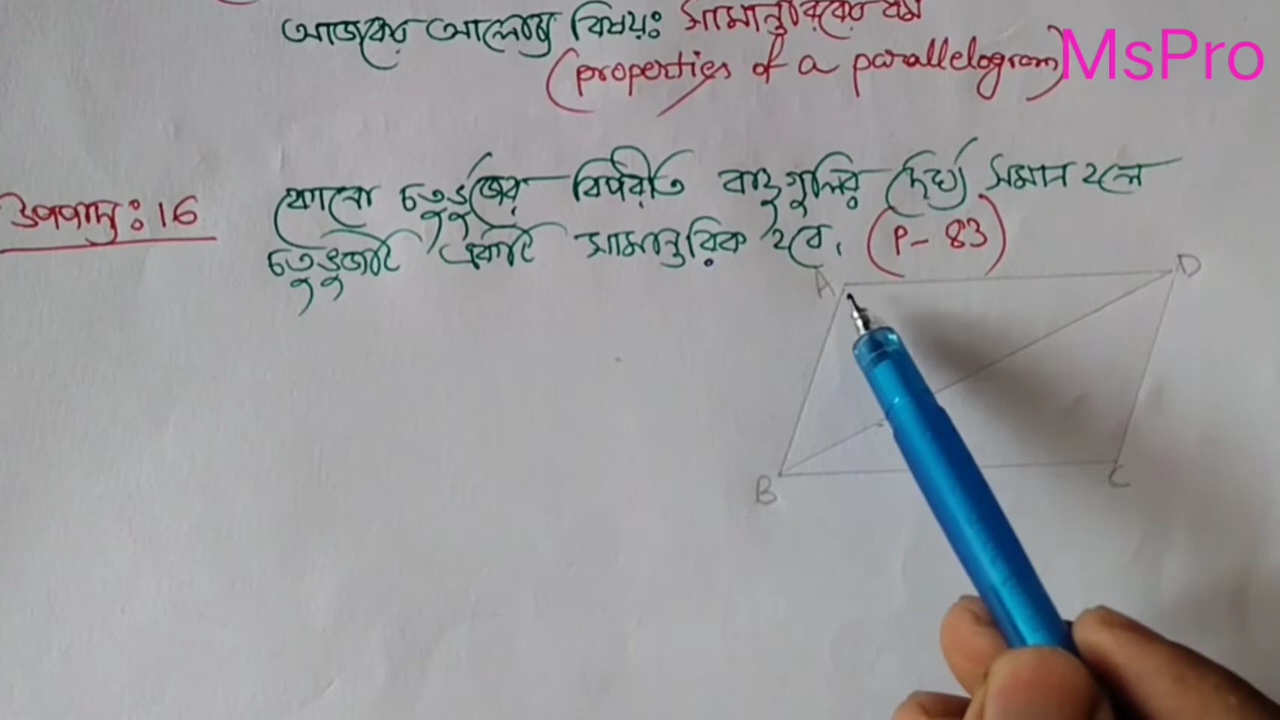 আজকের আলোচ্য বিষয়ঃ সামান্তরিকের ধর্ম
(properties of a parallelogram)
MsPro
উপপাদ্যঃ 16 কোনো চতুর্ভুজের বিপরীত বাহুগুলির দৈর্ঘ্য সমান হলে
চতুর্ভুজটি একটি সামান্তরিক হবে। (P-83)
A D
B C